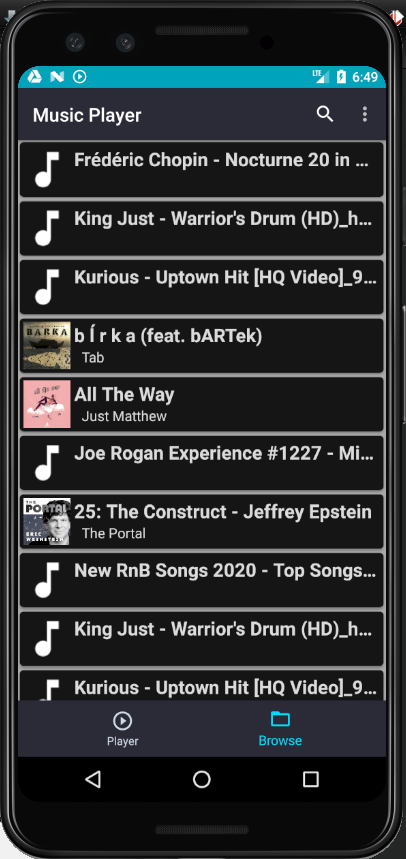 LTE 6:49
Music Player
Frédéric Chopin - Nocturne 20 in ...
King Just - Warrior's Drum (HD)_h...
Kurious - Uptown Hit [HQ Video]_9...
BARKA
b Í r k a (feat. bARTek)
Tab
All The Way
Just Matthew
Joe Rogan Experience #1227 - Mi...
THE PORTAL
25: The Construct - Jeffrey Epstein
The Portal
ERIC WEINSTEIN
New RnB Songs 2020 - Top Songs...
King Just - Warrior's Drum (HD)_h...
Kurious - Uptown Hit [HQ Video]_9...
Player
Browse